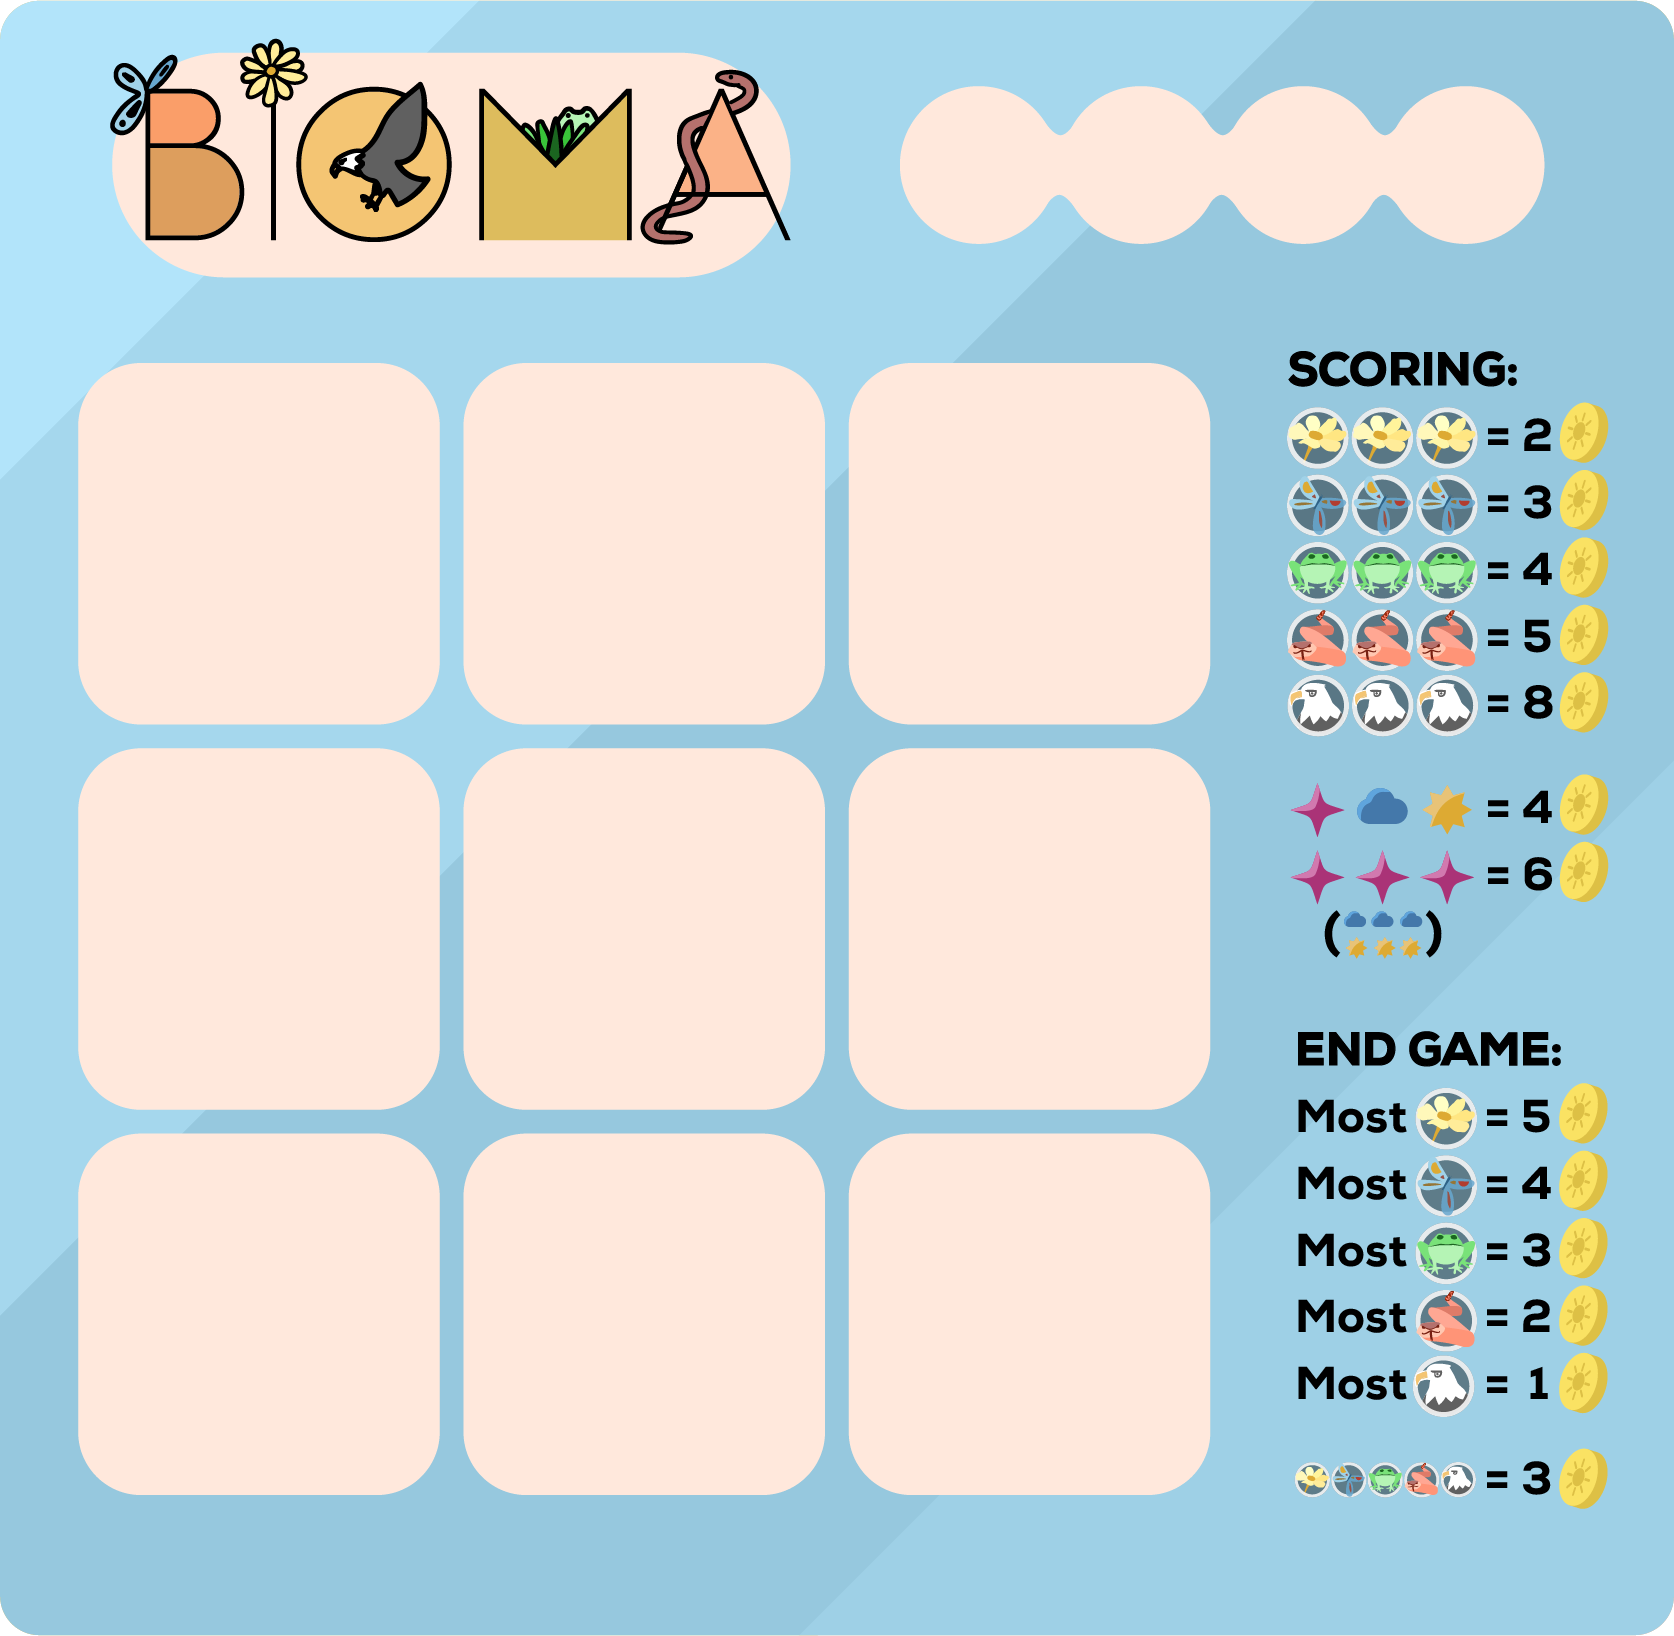 BIOMA
SCORING:
= 2
= 3
= 4
= 5
= 8
= 4
= 6
( )
END GAME:
Most = 5
Most = 4
Most = 3
Most = 2
Most = 1
= 3